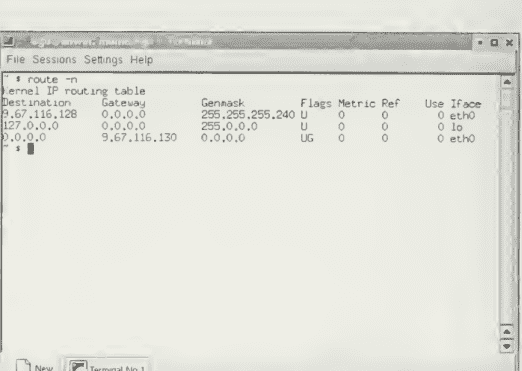 File Sessions Settings Help
~ $ route -n
Kernel IP routing table
Destination Gateway Genmask Flags Metric Ref Use Iface
9.67.116.128 0.0.0.0 255.255.255.240 U 0 0 0 eth0
127.0.0.0 0.0.0.0 255.0.0.0 U 0 0 0 lo
0.0.0.0 9.67.116.130 0.0.0.0 UG 0 0 0 eth0
~ $
New Terminal No 1